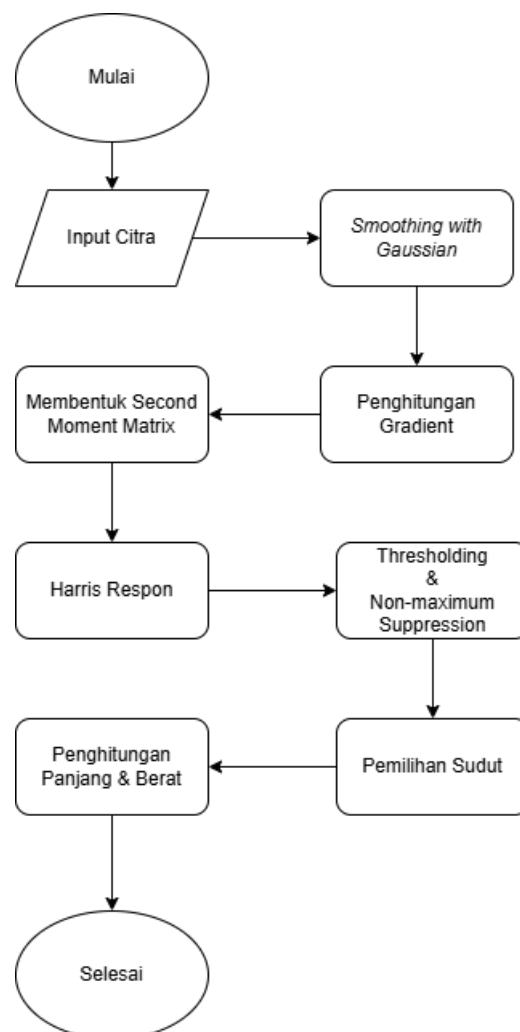 Mulai
Input Citra
Smoothing with
Gaussian
Penghitungan
Gradient
Membentuk Second
Moment Matrix
Harris Respon
Thresholding
&
Non-maximum
Suppression
Pemilihan Sudut
Penghitungan
Panjang & Berat
Selesai